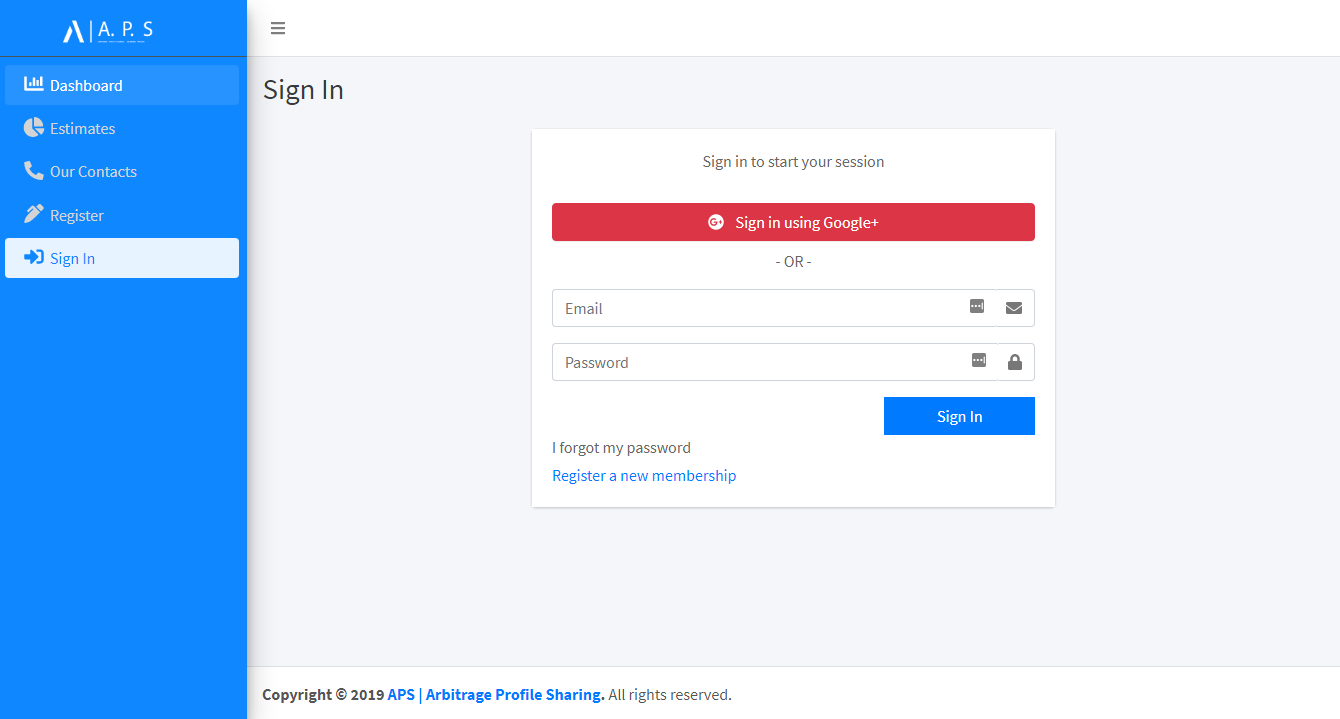 A. P. S
Dashboard
Estimates
Our Contacts
Register
Sign In
Sign In
Sign in to start your session
Sign in using Google+
- OR -
Email
Password
Sign In
I forgot my password
Register a new membership
Copyright © 2019 APS | Arbitrage Profile Sharing. All rights reserved.